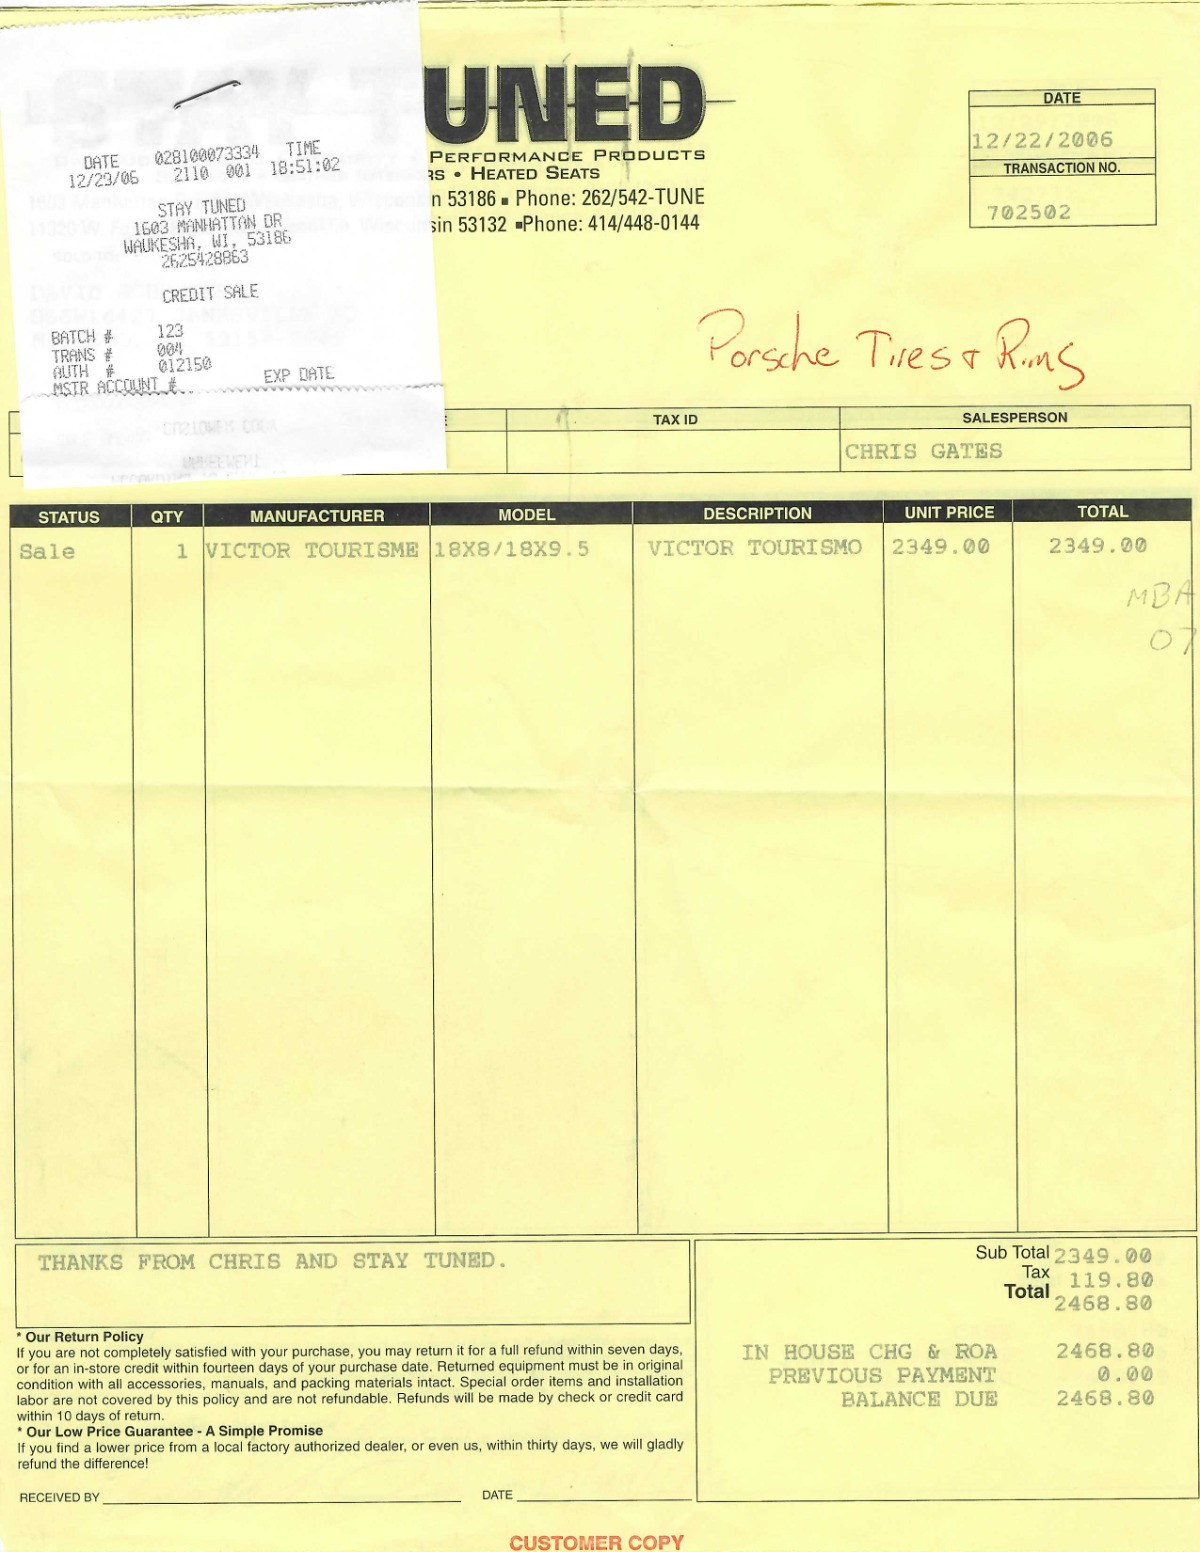 UNED
PERFORMANCE PRODUCTS
RS • HEATED SEATS
n 53186 ▪ Phone: 262/542-TUNE
sin 53132 ▪Phone: 414/448-0144
DATE
12/22/2006
TRANSACTION NO.
702502
DATE 028100073334 TIME
12/29/06 2110 001 18:51:02
STAY TUNED
1603 MANHATTAN DR
WAUKESHA, WI, 53186
2625428863
CREDIT SALE
BATCH # 123
TRANS # 004
AUTH # 012150
MSTR ACCOUNT # EXP DATE
Porsche Tires & Rims
TAX ID SALESPERSON
CHRIS GATES
STATUS QTY MANUFACTURER MODEL DESCRIPTION UNIT PRICE TOTAL
Sale 1 VICTOR TOURISME 18X8/18X9.5 VICTOR TOURISMO 2349.00 2349.00
MBA
07
THANKS FROM CHRIS AND STAY TUNED.
Sub Total 2349.00
Tax 119.80
Total 2468.80
IN HOUSE CHG & ROA 2468.80
PREVIOUS PAYMENT 0.00
BALANCE DUE 2468.80
* Our Return Policy
If you are not completely satisfied with your purchase, you may return it for a full refund within seven days,
or for an in-store credit within fourteen days of your purchase date. Returned equipment must be in original
condition with all accessories, manuals, and packing materials intact. Special order items and installation
labor are not covered by this policy and are not refundable. Refunds will be made by check or credit card
within 10 days of return.
* Our Low Price Guarantee - A Simple Promise
If you find a lower price from a local factory authorized dealer, or even us, within thirty days, we will gladly
refund the difference!
RECEIVED BY DATE
CUSTOMER COPY